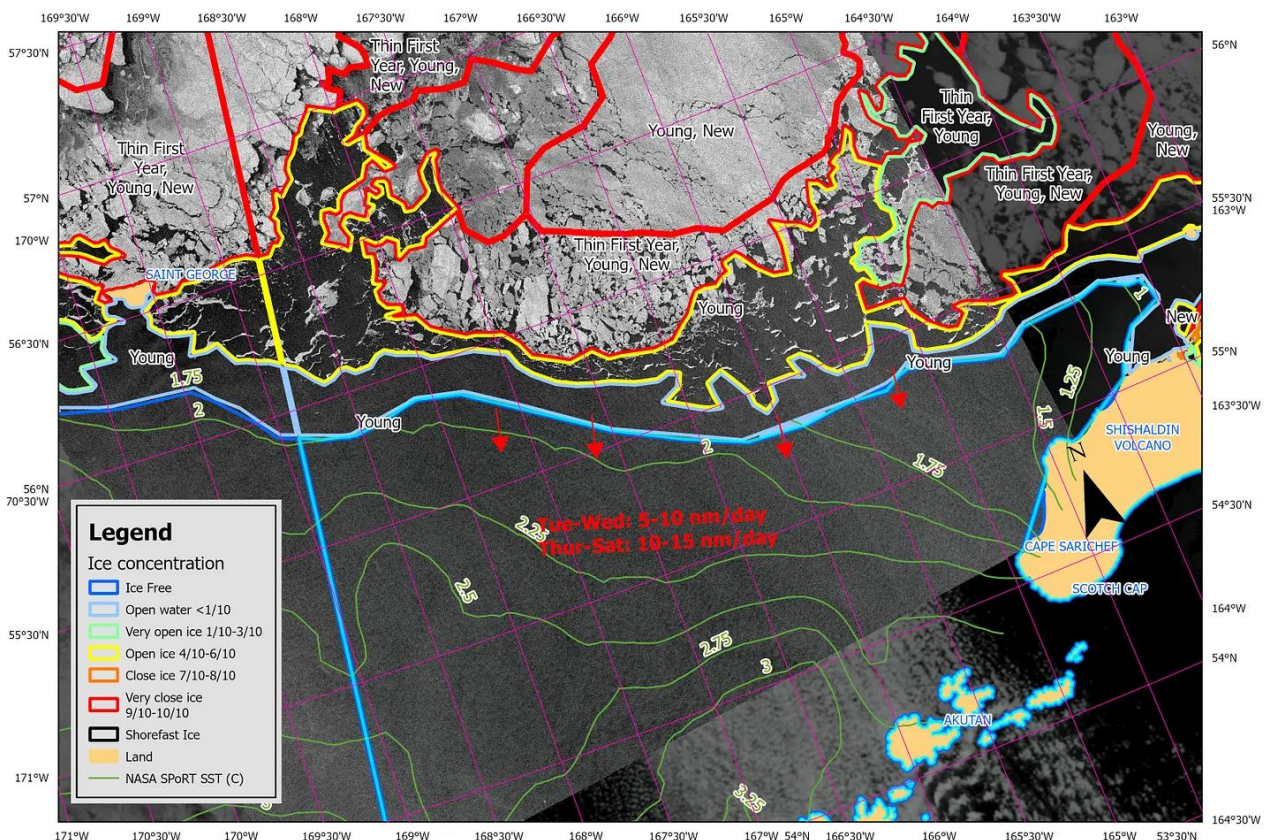 169°30'W 169°W 168°30'W 168°W 167°30'W 167°W 166°30'W 166°W 165°30'W 165°W 164°30'W 164°W 163°30'W 163°W
57°30'N
57°N
170°W
56°30'N
56°N
70°30'W
55°30'N
171°W
56°N
55°30'N
163°W
55°N
163°30'W
54°30'N
164°W
54°N
164°30'W
Thin First
Year, Young,
New
Thin First
Year,
Young, New
Young, New
Thin
First Year,
Young
Young,
New
Thin First Year,
Young, New
Thin First Year,
Young, New
SAINT GEORGE
Young
New
Young
Young
Young
Young
1
1.25
1.5
1.75
2
2
1.75
2.25
2.5
2.75
3
3.25
SHISHALDIN
VOLCANO
N
CAPE SARICHEF
SCOTCH CAP
AKUTAN
Tue-Wed: 5-10 nm/day
Thur-Sat: 10-15 nm/day
Legend
Ice concentration
Ice Free
Open water <1/10
Very open ice 1/10-3/10
Open ice 4/10-6/10
Close ice 7/10-8/10
Very close ice
9/10-10/10
Shorefast Ice
Land
NASA SPoRT SST (C)
171°W 170°30'W 170°W 169°30'W 169°W 168°30'W 168°W 167°30'W 167°W 54°N 166°30'W 166°W 165°30'W 165°W 53°30'